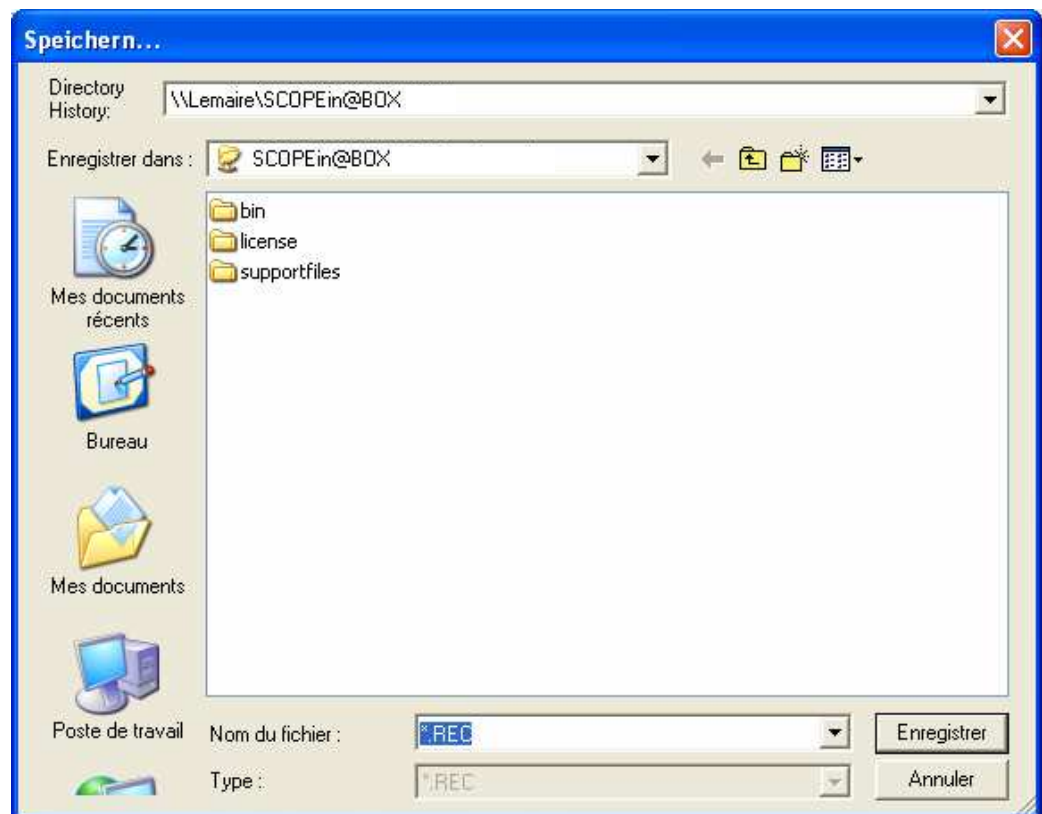 Speichern...
Directory
History:
\\Lemaire\SCOPEin@BOX
Enregistrer dans :
SCOPEin@BOX
bin
license
supportfiles
Mes documents
récents
Bureau
Mes documents
Poste de travail
Nom du fichier :
*.REC
Enregistrer
Type :
*.REC
Annuler